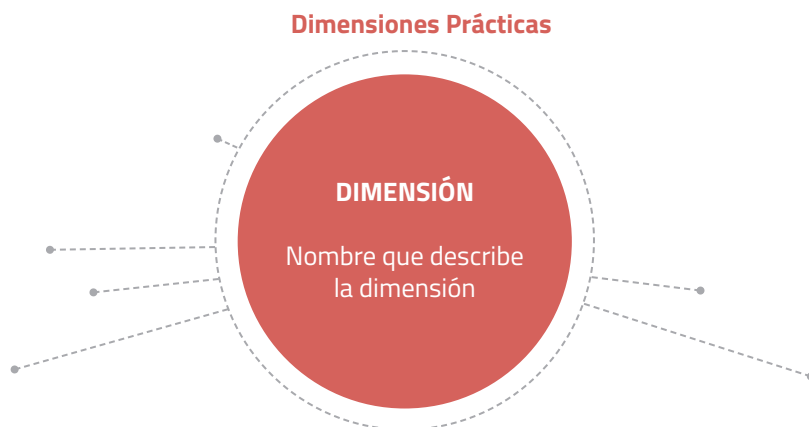 Dimensiones Prácticas
DIMENSIÓN
Nombre que describe
la dimensión